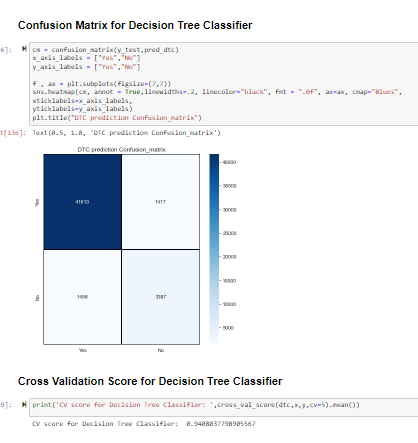 Confusion Matrix for Decision Tree Classifier
6]:
cm = confusion_matrix(y_test,pred_dtc)
x_axis_labels = ["Yes","No"]
y_axis_labels = ["Yes","No"]
f , ax = plt.subplots(figsize=(7,7))
sns.heatmap(cm, annot = True,linewidths=.2, linecolor="black", fmt = ".0f", ax=ax, cmap="Blues",
xticklabels=x_axis_labels,
yticklabels=y_axis_labels)
plt.title("DTC prediction Confusion_matrix")
t[136]: Text(0.5, 1.0, 'DTC prediction Confusion_matrix')
DTC prediction Confusion_matrix
40000
35000
30000
25000
20000
15000
10000
5000
Yes
1417
No
3387
Yes
No
Cross Validation Score for Decision Tree Classifier
9]:
print('CV score for Decision Tree Classifier: ',cross_val_score(dtc,x,y,cv=5).mean())
CV score for Decision Tree Classifier: